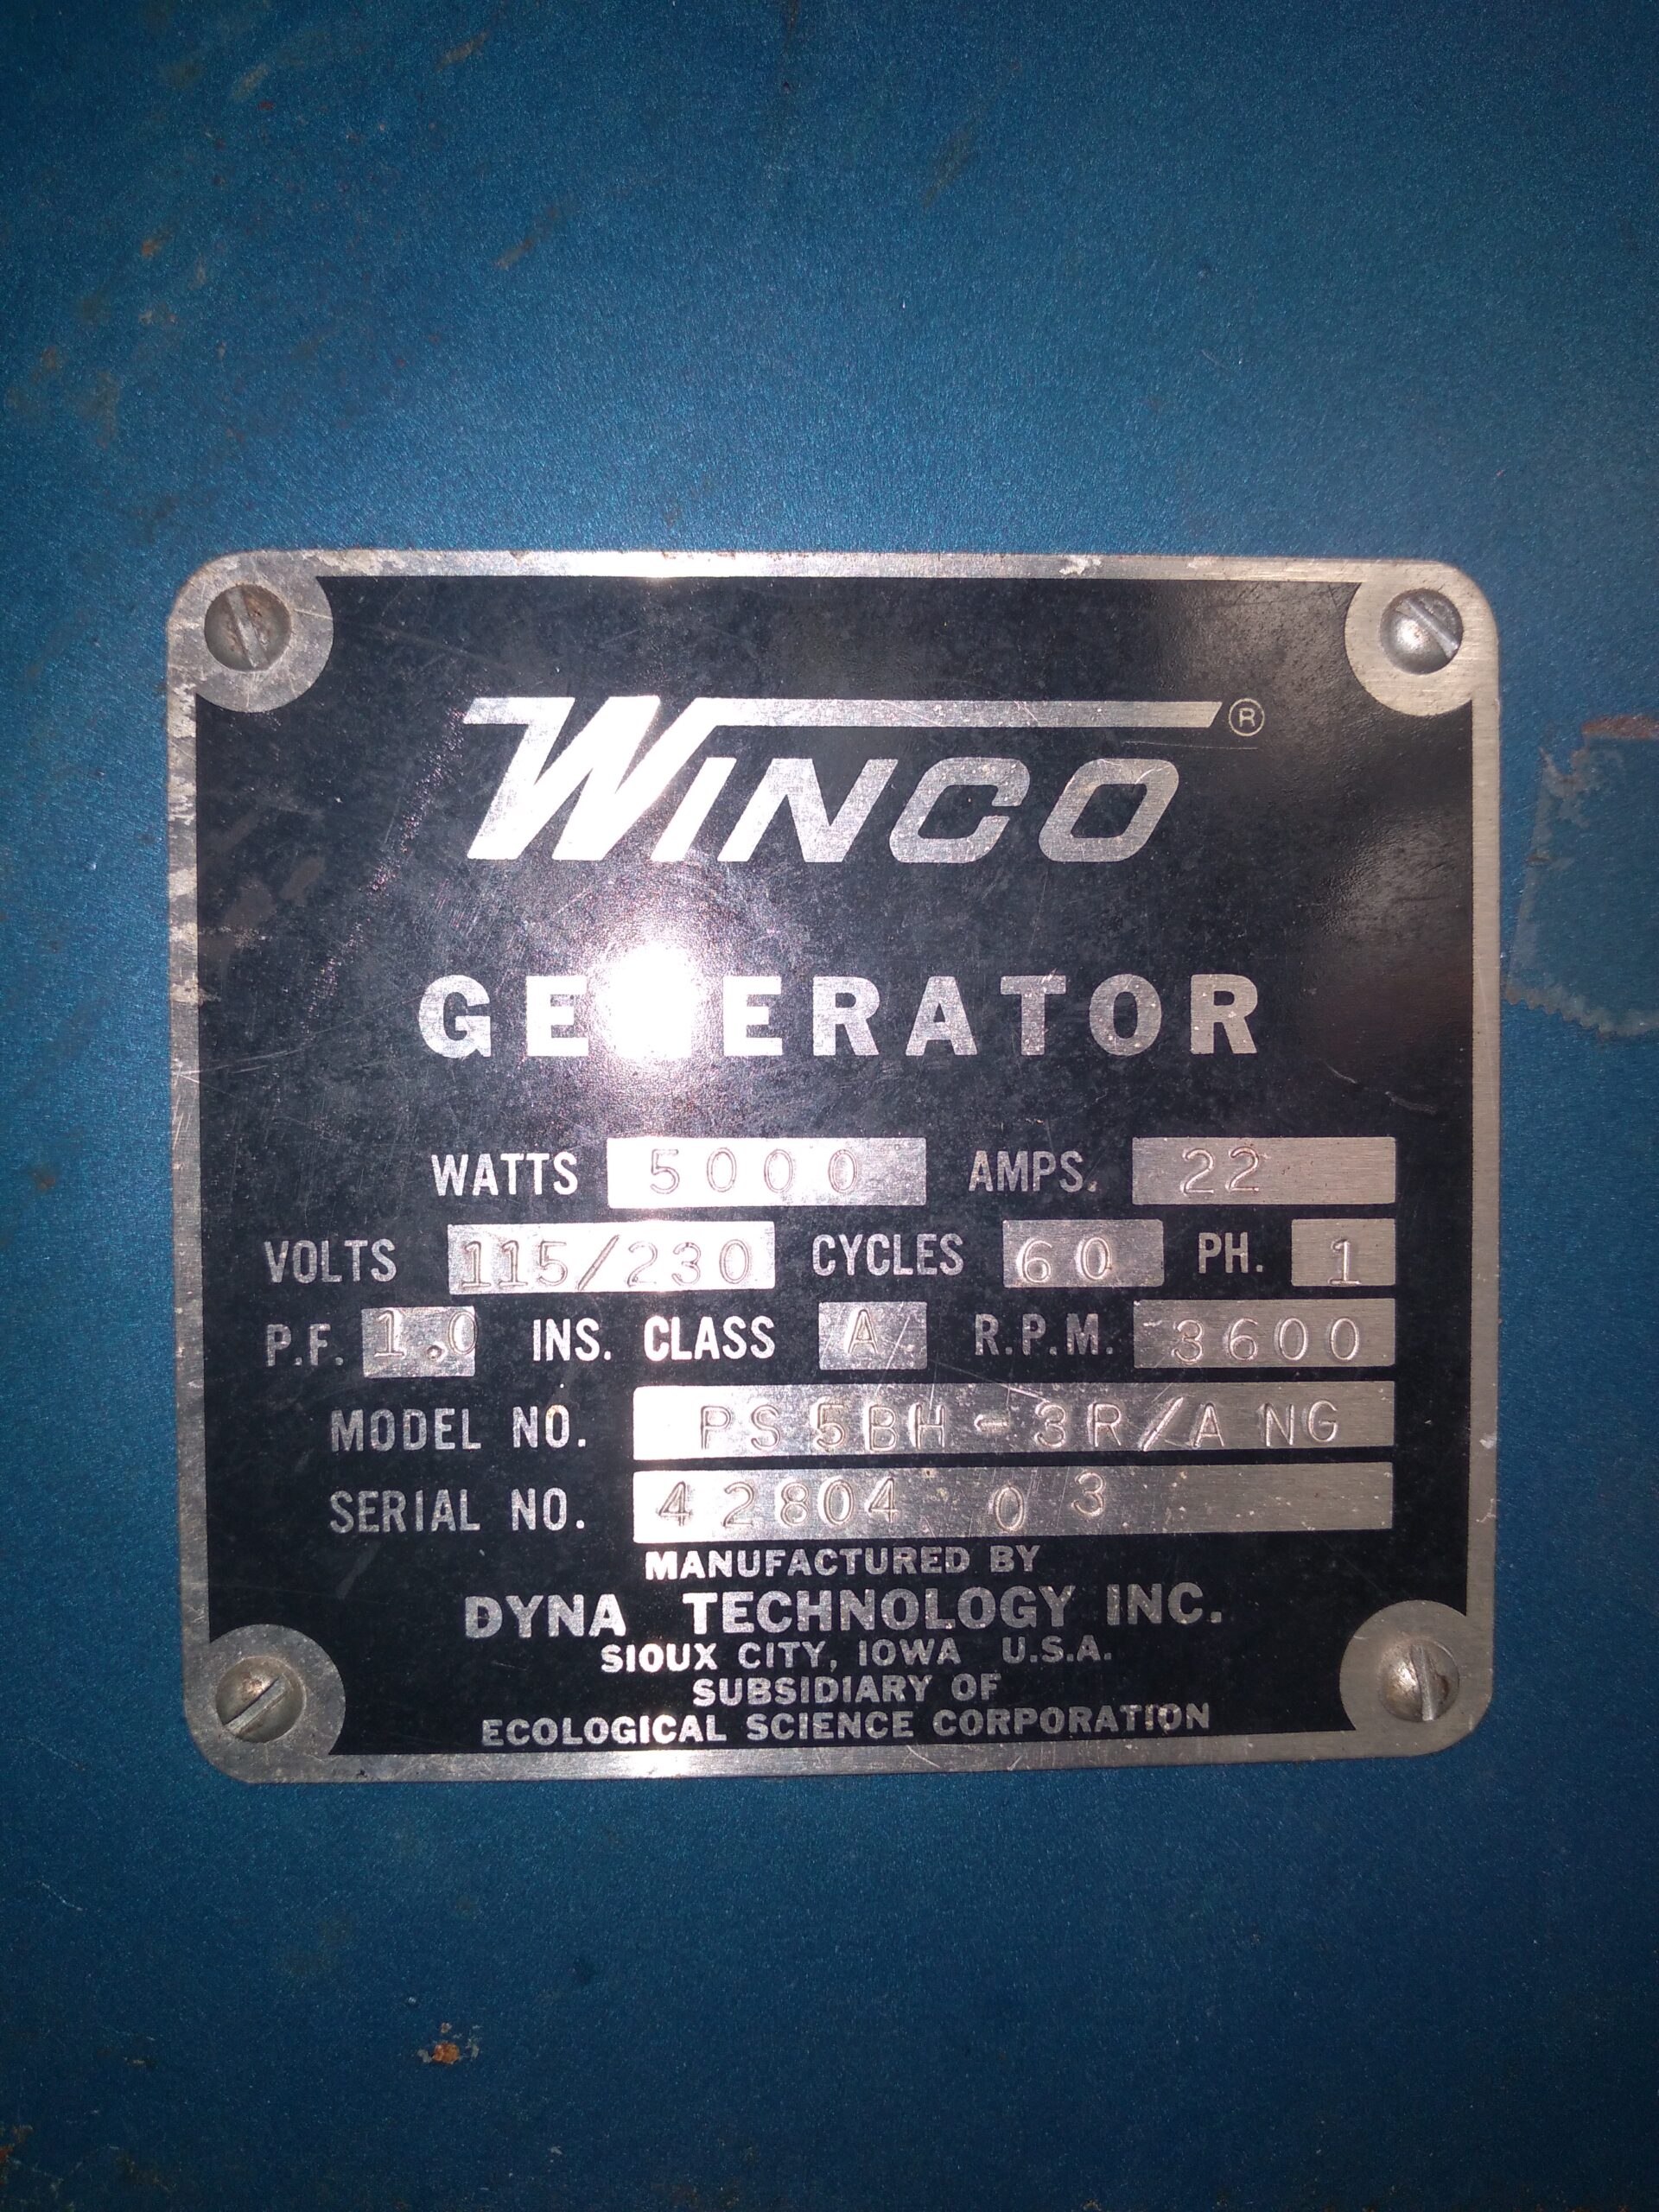 WINCO ®
GENERATOR
WATTS 5000 AMPS. 22
VOLTS 115/230 CYCLES 60 PH. 1
P.F. 1.0 INS. CLASS A R.P.M. 3600
MODEL NO. PS5BH-3R/A NG
SERIAL NO. 42804 03
MANUFACTURED BY
DYNA TECHNOLOGY INC.
SIOUX CITY, IOWA U.S.A.
SUBSIDIARY OF
ECOLOGICAL SCIENCE CORPORATION